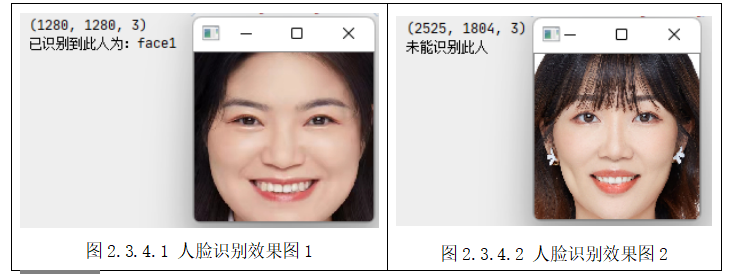 (1280, 1280, 3)
已识别到此人为：face1
图2.3.4.1 人脸识别效果图1
(2525, 1804, 3)
未能识别此人
图2.3.4.2 人脸识别效果图2